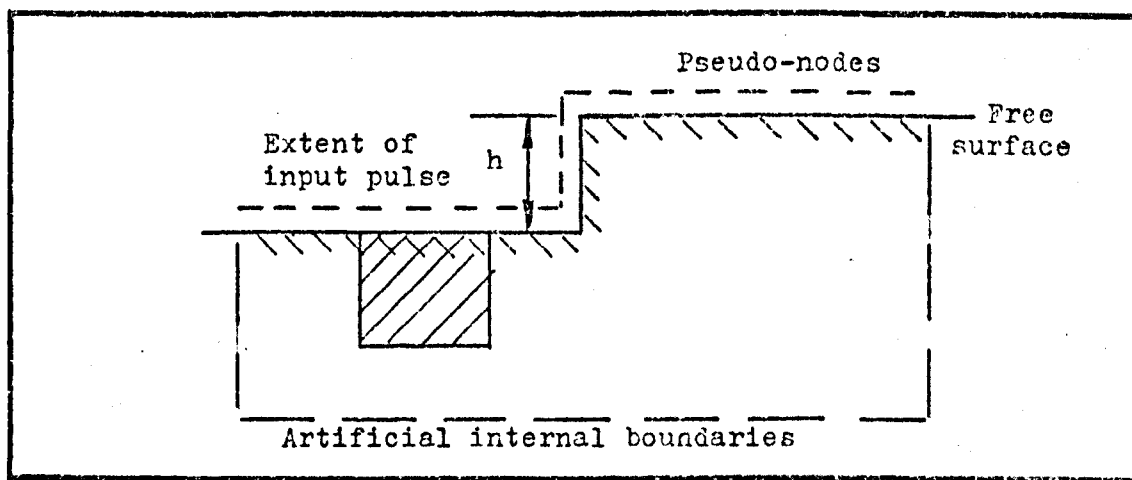 Pseudo-nodes
Free
surface
Extent of
input pulse
h
Artificial internal boundaries